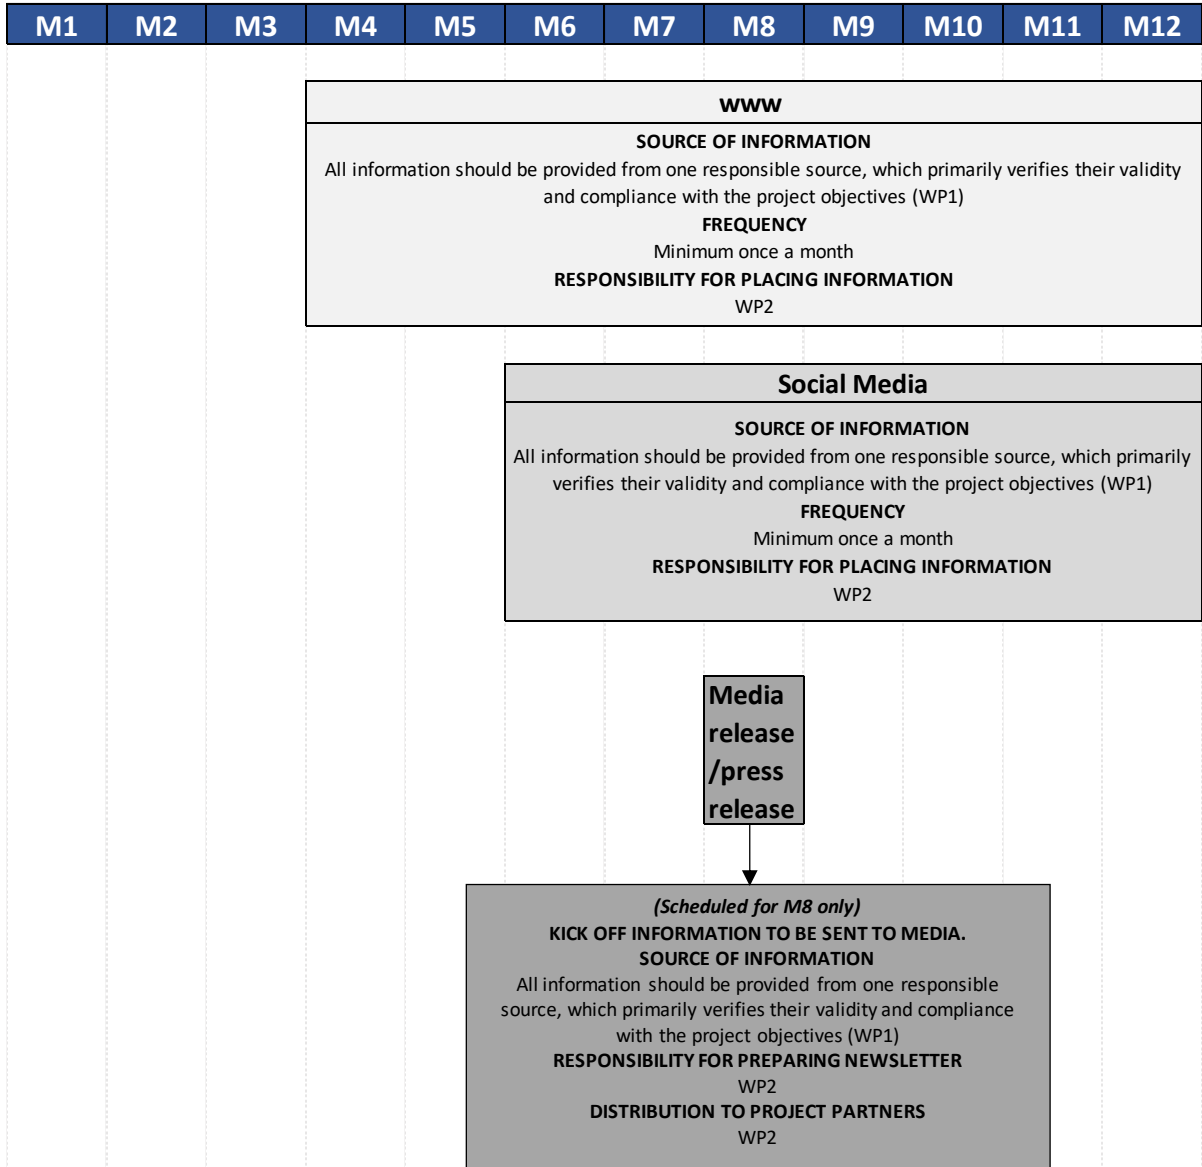 M1 M2 M3 M4 M5 M6 M7 M8 M9 M10 M11 M12
www
SOURCE OF INFORMATION
All information should be provided from one responsible source, which primarily verifies their validity
and compliance with the project objectives (WP1)
FREQUENCY
Minimum once a month
RESPONSIBILITY FOR PLACING INFORMATION
WP2
Social Media
SOURCE OF INFORMATION
All information should be provided from one responsible source, which primarily
verifies their validity and compliance with the project objectives (WP1)
FREQUENCY
Minimum once a month
RESPONSIBILITY FOR PLACING INFORMATION
WP2
Media
release
/press
release
(Scheduled for M8 only)
KICK OFF INFORMATION TO BE SENT TO MEDIA.
SOURCE OF INFORMATION
All information should be provided from one responsible
source, which primarily verifies their validity and compliance
with the project objectives (WP1)
RESPONSIBILITY FOR PREPARING NEWSLETTER
WP2
DISTRIBUTION TO PROJECT PARTNERS
WP2